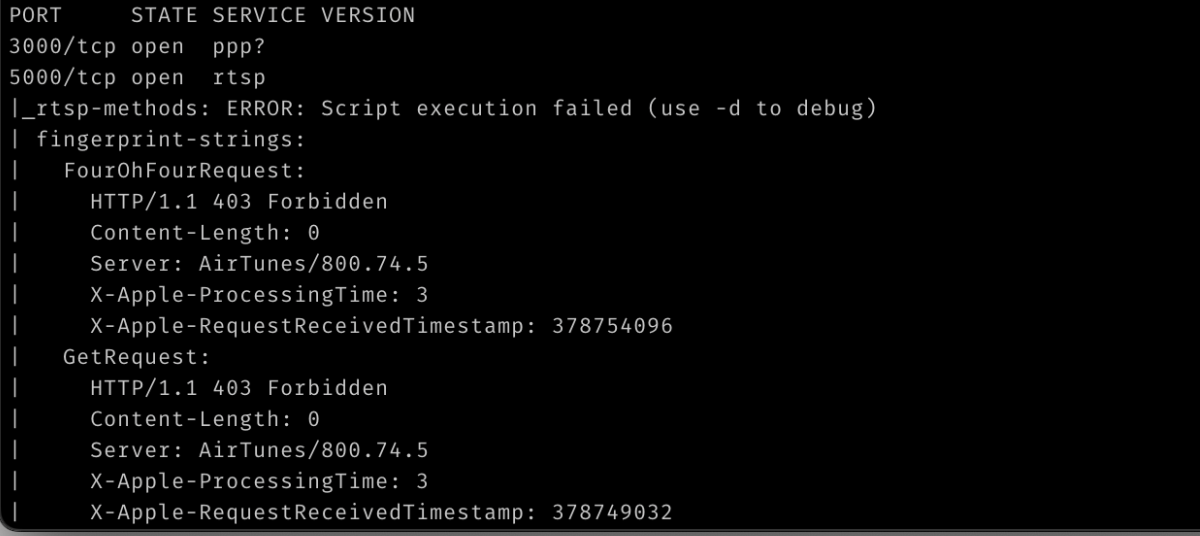 PORT     STATE SERVICE VERSION
3000/tcp open  ppp?
5000/tcp open  rtsp
|_rtsp-methods: ERROR: Script execution failed (use -d to debug)
| fingerprint-strings:
|   FourOhFourRequest:
|     HTTP/1.1 403 Forbidden
|     Content-Length: 0
|     Server: AirTunes/800.74.5
|     X-Apple-ProcessingTime: 3
|     X-Apple-RequestReceivedTimestamp: 378754096
|   GetRequest:
|     HTTP/1.1 403 Forbidden
|     Content-Length: 0
|     Server: AirTunes/800.74.5
|     X-Apple-ProcessingTime: 3
|     X-Apple-RequestReceivedTimestamp: 378749032